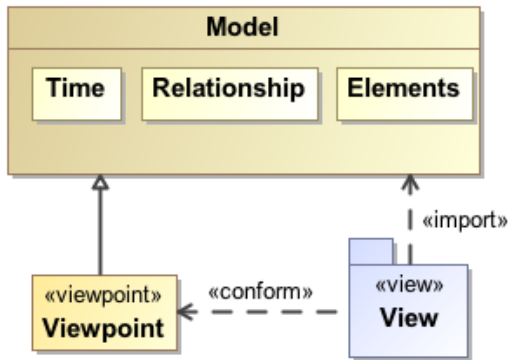 Model
Time
Relationship
Elements
«import»
«viewpoint»
Viewpoint
«conform»
«view»
View